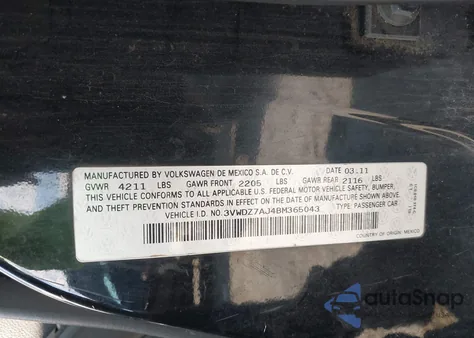 MANUFACTURED BY VOLKSWAGEN DE MEXICO S.A. DE C.V. / DATE 03.11
GVWR 4211 LBS GAWR FRONT 2205 LBS GAWR REAR 2116 LBS
THIS VEHICLE CONFORMS TO ALL APPLICABLE U.S. FEDERAL MOTOR VEHICLE SAFETY, BUMPER,
AND THEFT PREVENTION STANDARDS IN EFFECT ON THE DATE OF MANUFACTURE SHOWN ABOVE.
VEHICLE I.D. NO.: 3VWDZ7AJ4BM365043 TYPE: PASSENGER CAR
COUNTRY OF ORIGIN: MEXICO
autoSnap